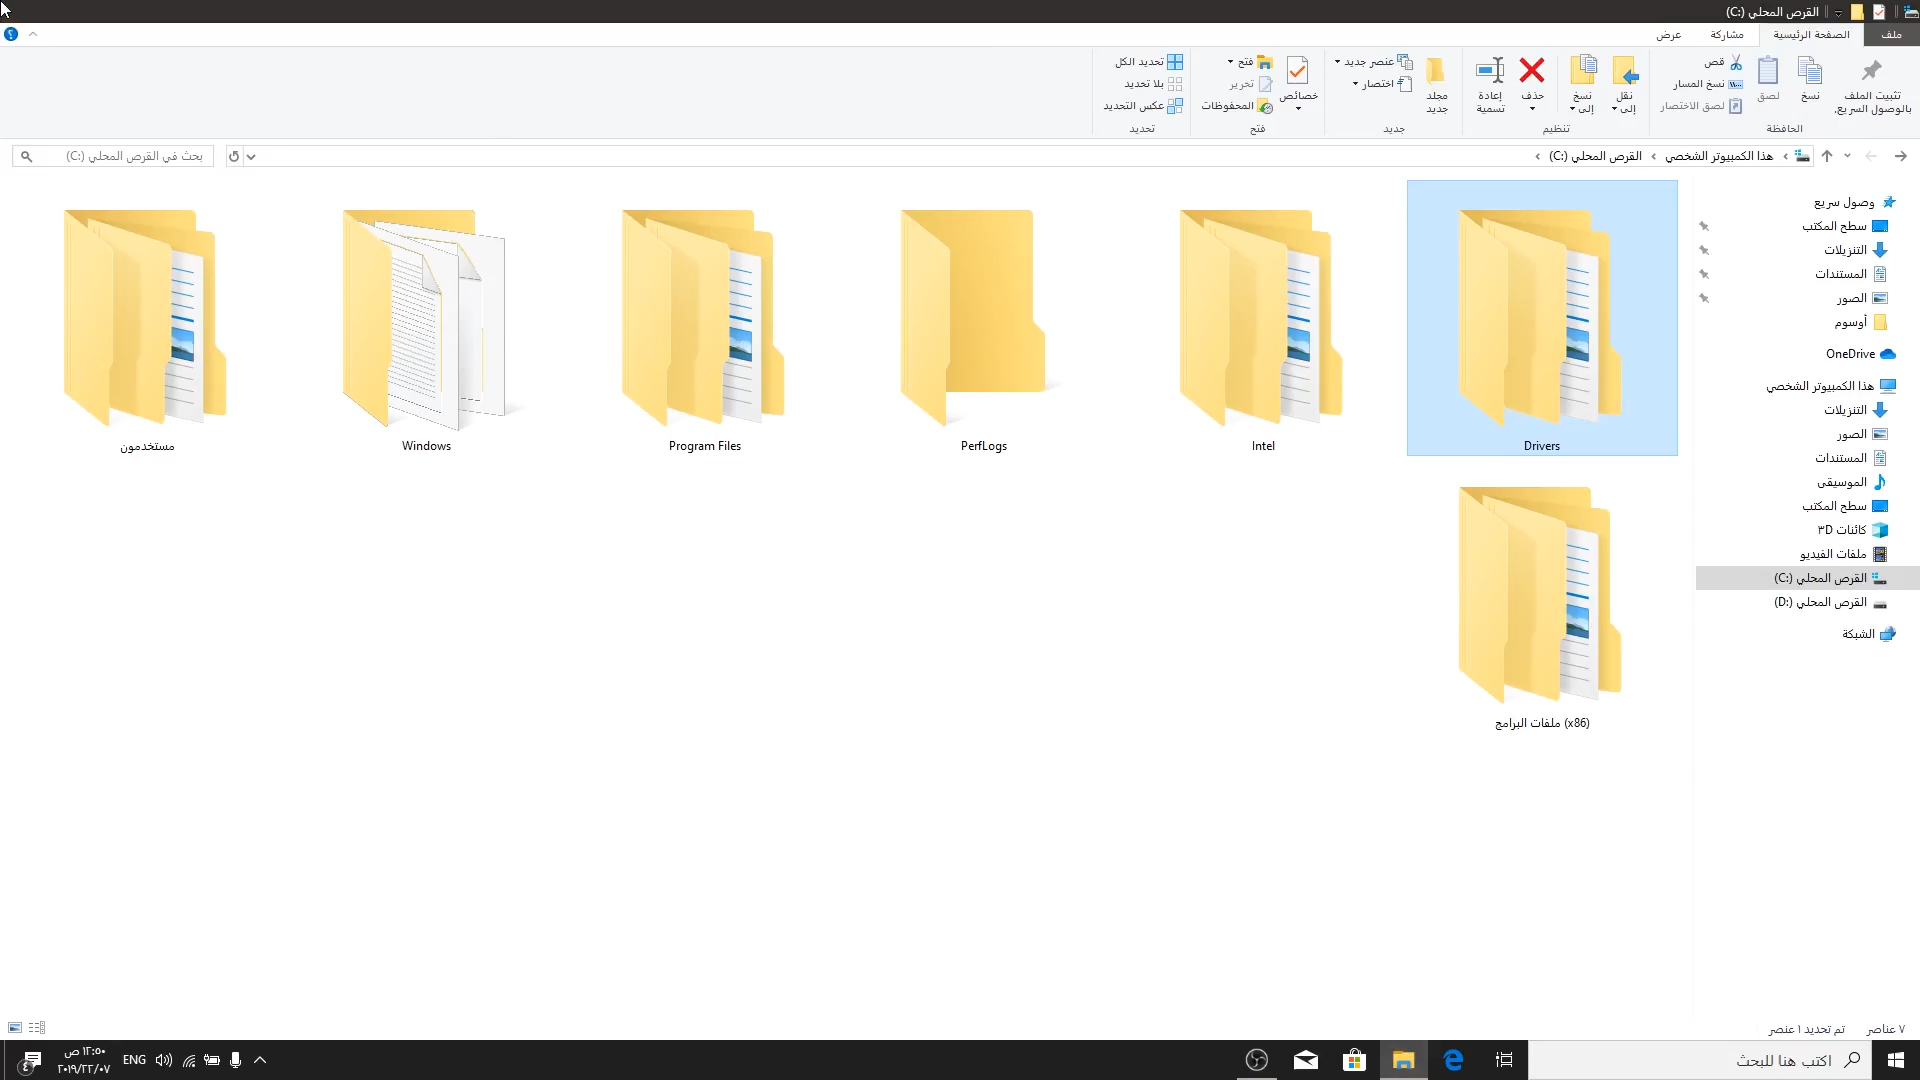 القرص المحلي (C:)
ملف
الصفحة الرئيسية
مشاركة
عرض
تثبيت الملف
بالوصول السريع.
نسخ
لصق
قص
نسخ المسار
لصق الاختصار
الحافظة
نقل
إلى
نسخ
إلى
حذف
إعادة
تسمية
تنظيم
مجلد
جديد
عنصر جديد
اختصار
جديد
خصائص
فتح
تحرير
المحفوظات
فتح
تحديد الكل
بلا تحديد
عكس التحديد
تحديد
هذا الكمبيوتر الشخصي
القرص المحلي (C:)
بحث في القرص المحلي (C:)
وصول سريع
سطح المكتب
التنزيلات
المستندات
الصور
أوسوم
OneDrive
هذا الكمبيوتر الشخصي
التنزيلات
الصور
المستندات
الموسيقى
سطح المكتب
كائنات ٣D
ملفات الفيديو
القرص المحلي (C:)
القرص المحلي (D:)
الشبكة
Drivers
Intel
PerfLogs
Program Files
Windows
مستخدمون
ملفات البرامج (x86)
٧ عناصر
تم تحديد ١ عنصر
اكتب هنا للبحث
ENG
١٢:٥٠ ص
٢٠١٩/٢٢/٠٧
٤